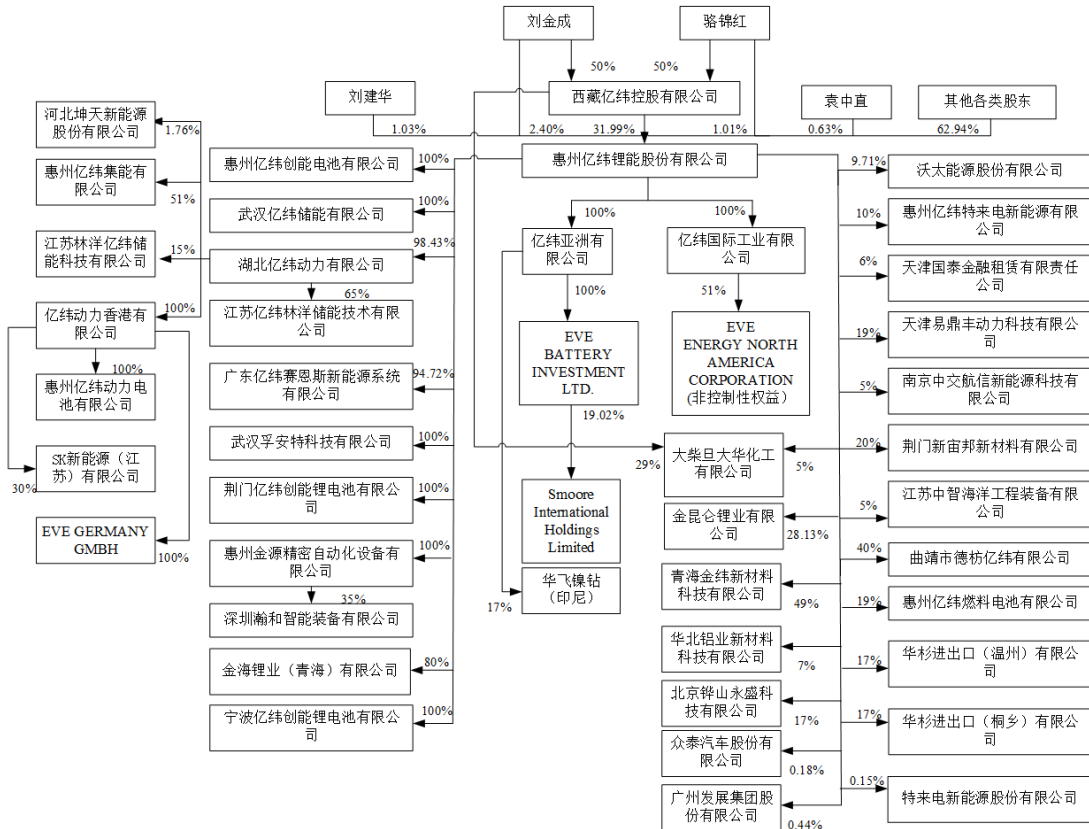 刘金成
骆锦红
50%
50%
刘建华
西藏亿纬控股有限公司
袁中直
其他各类股东
1.03%
2.40%
31.99%
1.01%
0.63%
62.94%
惠州亿纬锂能股份有限公司
河北坤天新能源
股份有限公司
1.76%
惠州亿纬集能有
限公司
51%
江苏林洋亿纬储
能科技有限公司
15%
亿纬动力香港有
限公司
100%
100%
惠州亿纬动力电
池有限公司
SK新能源（江
苏）有限公司
30%
EVE GERMANY
GMBH
100%
惠州亿纬创能电池有限公司
100%
武汉亿纬储能有限公司
100%
湖北亿纬动力有限公司
98.43%
65%
江苏亿纬林洋储能技术有限公
司
广东亿纬赛恩斯新能源系统
有限公司
94.72%
武汉孚安特科技有限公司
100%
荆门亿纬创能锂电池有限公
司
100%
惠州金源精密自动化设备有
限公司
100%
35%
深圳瀚和智能装备有限公司
金海锂业（青海）有限公司
80%
宁波亿纬创能锂电池有限公
司
100%
100%
100%
亿纬亚洲有
限公司
亿纬国际工业有限公
司
100%
51%
EVE
BATTERY
INVESTMENT
LTD.
EVE
ENERGY NORTH
AMERICA
CORPORATION
(非控制性权益）
19.02%
Smoore
International
Holdings
Limited
17%
华飞镍钴
（印尼）
29%
大柴旦大华化工
有限公司
5%
金昆仑锂业有限公
司
28.13%
青海金纬新材料
科技有限公司
49%
华北铝业新材料
科技有限公司
7%
北京铧山永盛科
技有限公司
17%
众泰汽车股份有
限公司
0.18%
广州发展集团股
份有限公司
0.44%
9.71%
沃太能源股份有限公司
10%
惠州亿纬特来电新能源有限
公司
6%
天津国泰金融租赁有限责任
公司
19%
天津易鼎丰动力科技有限公
司
5%
南京中交航信新能源科技有
限公司
20%
荆门新宙邦新材料有限公司
5%
江苏中智海洋工程装备有限
公司
40%
曲靖市德枋亿纬有限公司
19%
惠州亿纬燃料电池有限公司
17%
华杉进出口（温州）有限公
司
17%
华杉进出口（桐乡）有限公
司
0.15%
特来电新能源股份有限公司